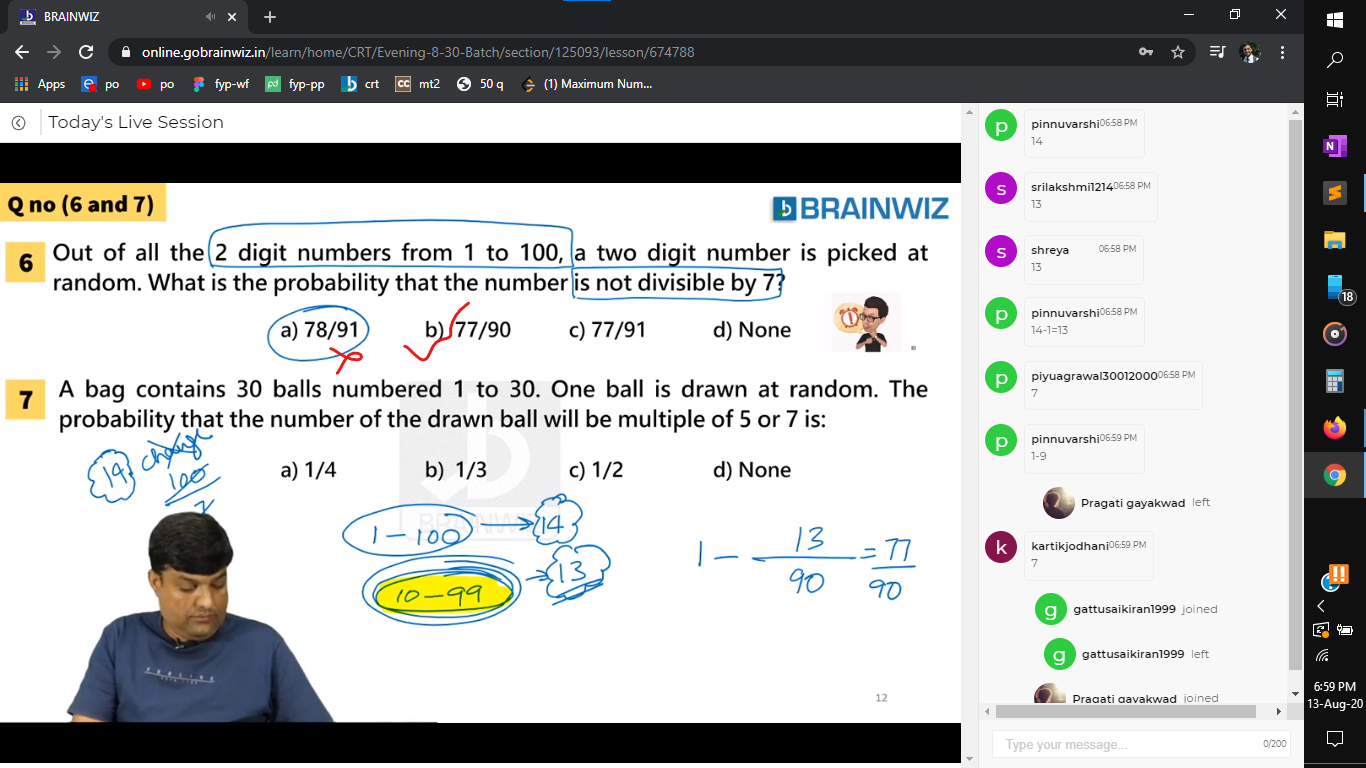 BRAINWIZ
online.gobrainwiz.in/learn/home/CRT/Evening-8-30-Batch/section/125093/lesson/674788
Apps po po fyp-wf fyp-pp crt mt2 50 q (1) Maximum Num...
Today's Live Session
Q no (6 and 7)
BRAINWIZ
6 Out of all the 2 digit numbers from 1 to 100, a two digit number is picked at
random. What is the probability that the number is not divisible by 7?
a) 78/91 b) 77/90 c) 77/91 d) None
7 A bag contains 30 balls numbered 1 to 30. One ball is drawn at random. The
probability that the number of the drawn ball will be multiple of 5 or 7 is:
a) 1/4 b) 1/3 c) 1/2 d) None
14
100
7
1 - 100 14
10 - 99 13
1 - 13/90 = 77/90
BRAINWIZ
12
pinnuvarshi 06:58 PM
14
srilakshmi1214 06:58 PM
13
shreya 06:58 PM
13
pinnuvarshi 06:58 PM
14-1=13
piyuagrawal30012000 06:58 PM
7
pinnuvarshi 06:59 PM
1-9
Pragati gayakwad left
kartikjodhani 06:59 PM
7
gattusaikiran1999 joined
gattusaikiran1999 left
Pragati gayakwad joined
Type your message... 0/200
18
6:59 PM
13-Aug-20